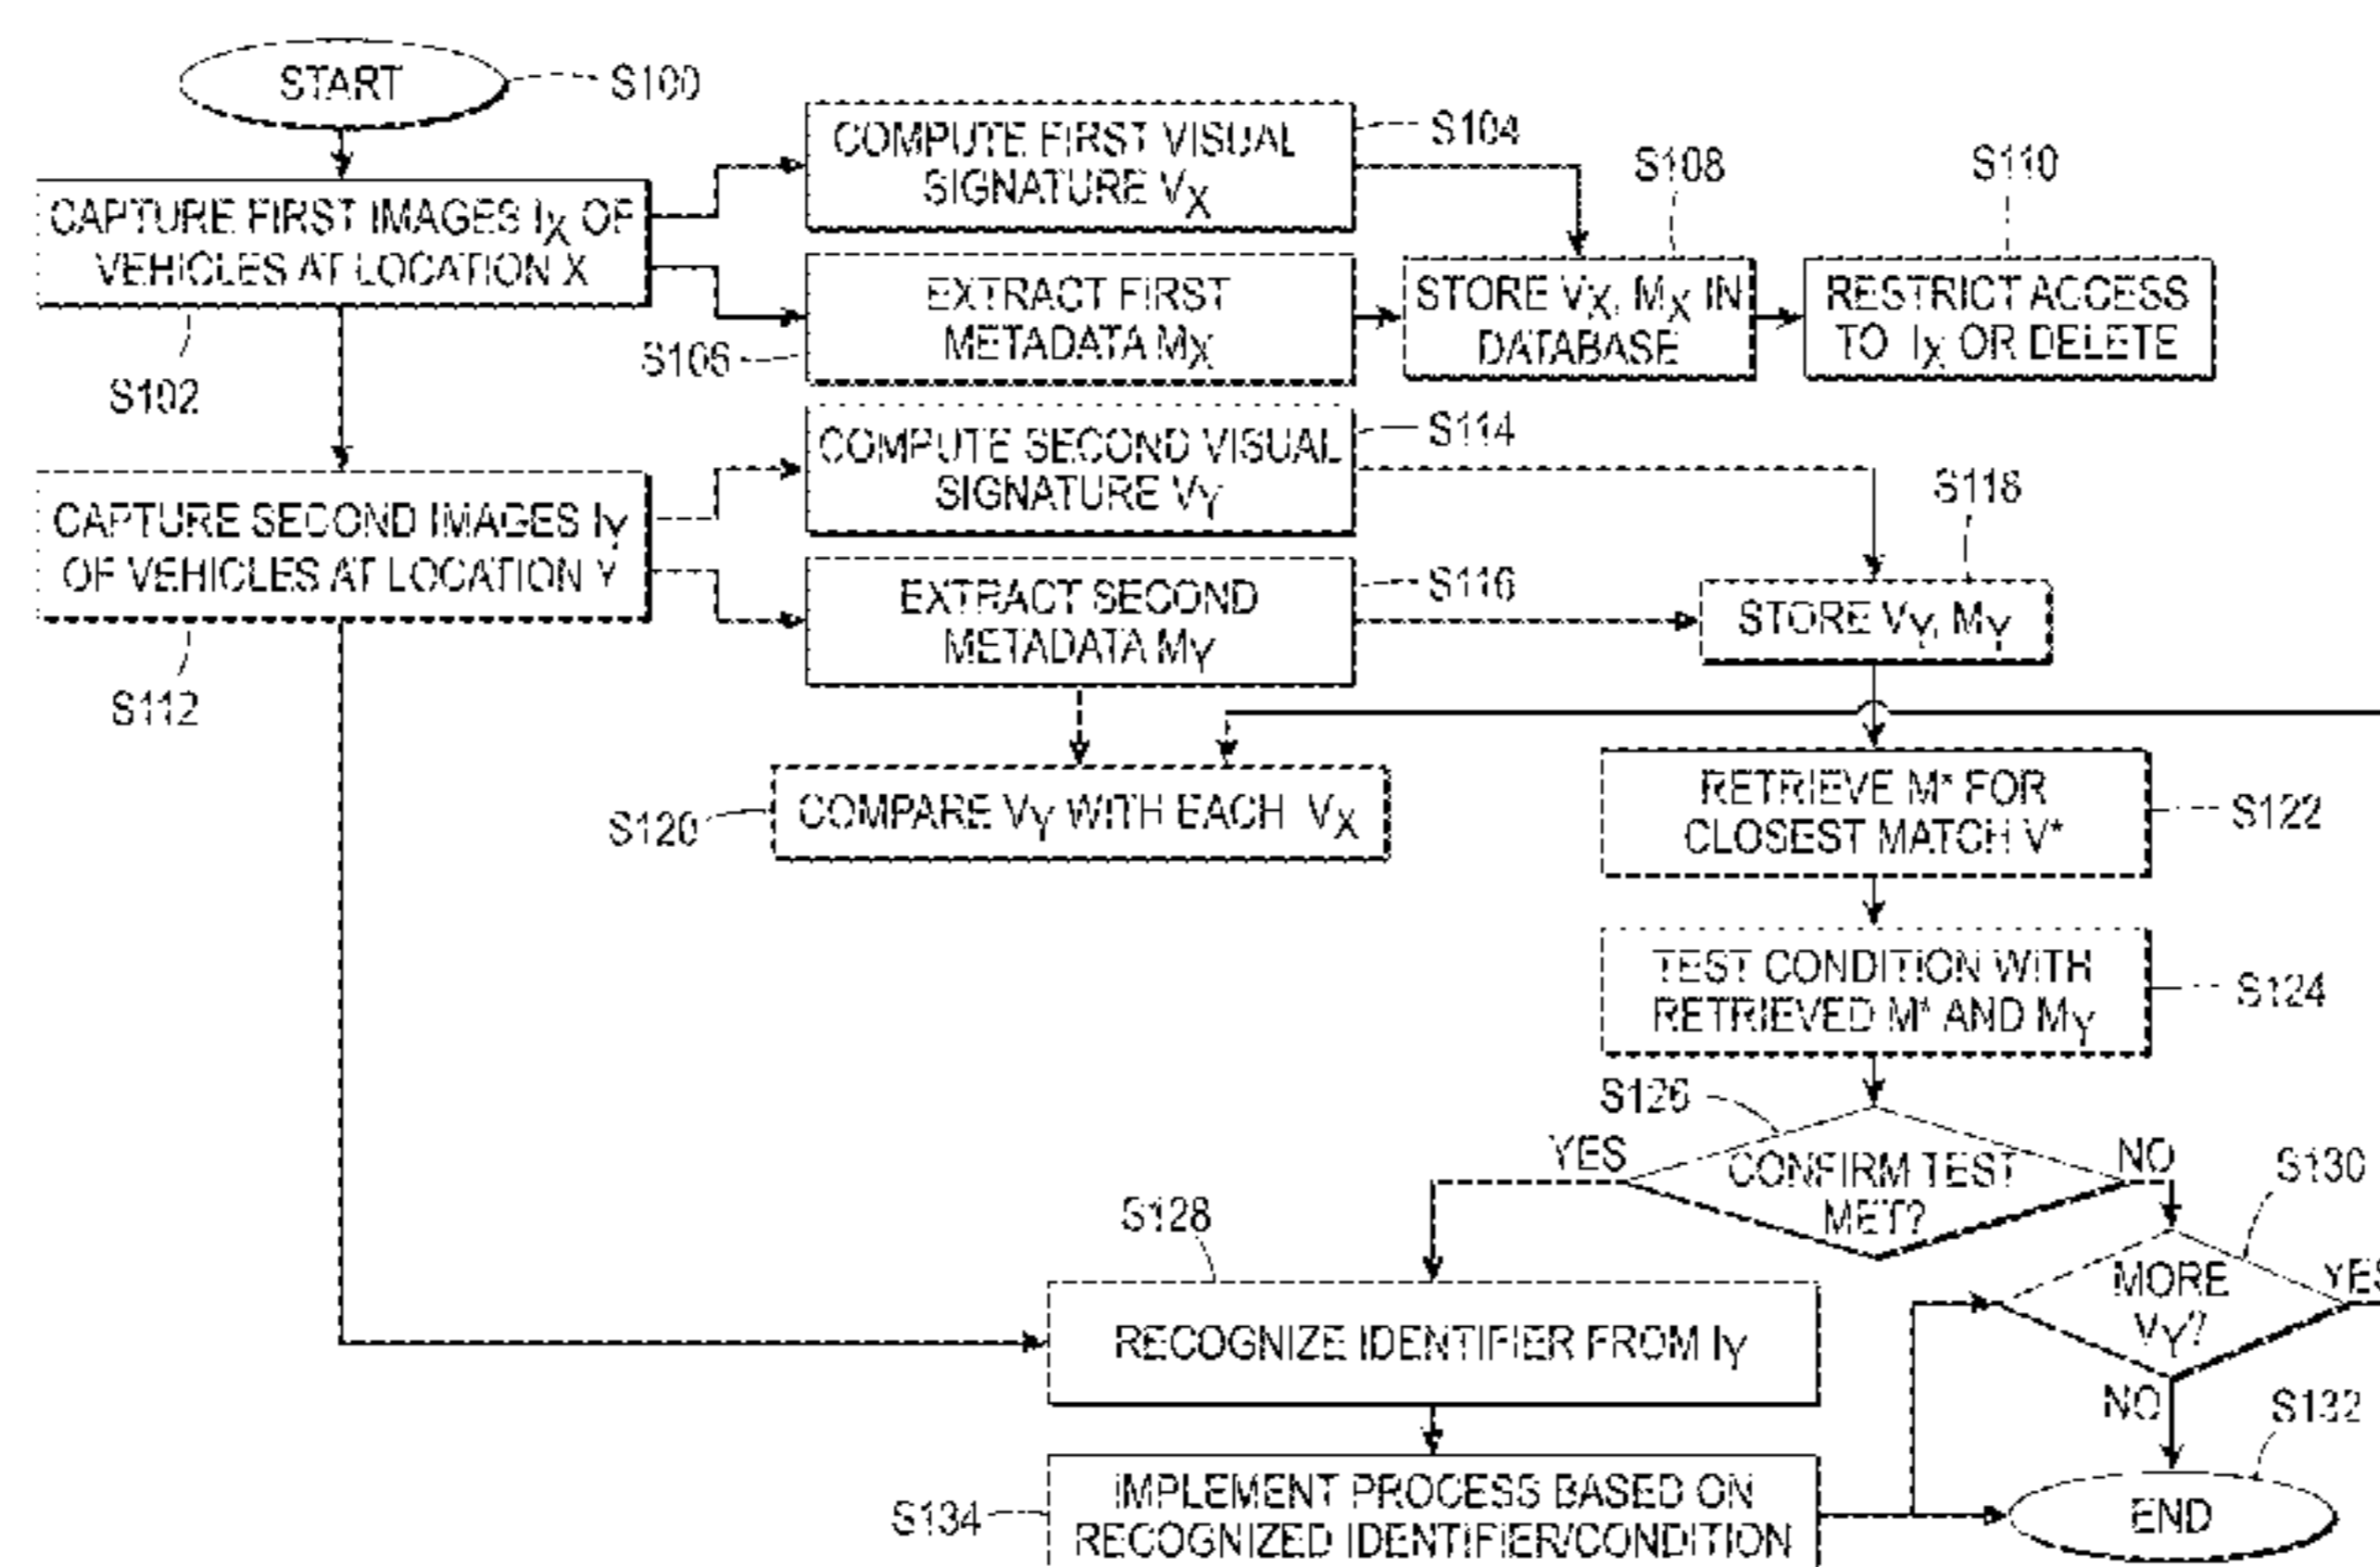 START
S100
CAPTURE FIRST IMAGES IX OF
VEHICLES AT LOCATION X
S102
COMPUTE FIRST VISUAL
SIGNATURE VX
S104
EXTRACT FIRST
METADATA MX
S106
STORE VX, MX IN
DATABASE
S108
RESTRICT ACCESS
TO IX OR DELETE
S110
CAPTURE SECOND IMAGES IY
OF VEHICLES AT LOCATION Y
S112
COMPUTE SECOND VISUAL
SIGNATURE VY
S114
EXTRACT SECOND
METADATA MY
S116
STORE VY, MY
S118
COMPARE VY WITH EACH VX
S120
RETRIEVE M* FOR
CLOSEST MATCH V*
S122
TEST CONDITION WITH
RETRIEVED M* AND MY
S124
S126
YES
CONFIRM TEST
MET?
NO
S130
S128
MORE
VY?
YES
RECOGNIZE IDENTIFIER FROM IY
NO
S132
S134
IMPLEMENT PROCESS BASED ON
RECOGNIZED IDENTIFIER/CONDITION
END